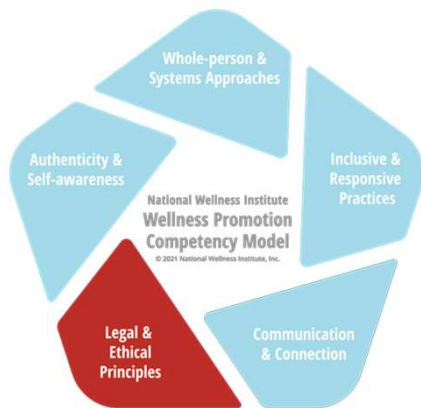 Whole-person &
Systems Approaches
Authenticity &
Self-awareness
Inclusive &
Responsive
Practices
National Wellness Institute
Wellness Promotion
Competency Model
© 2021 National Wellness Institute, Inc.
Legal &
Ethical
Principles
Communication
& Connection